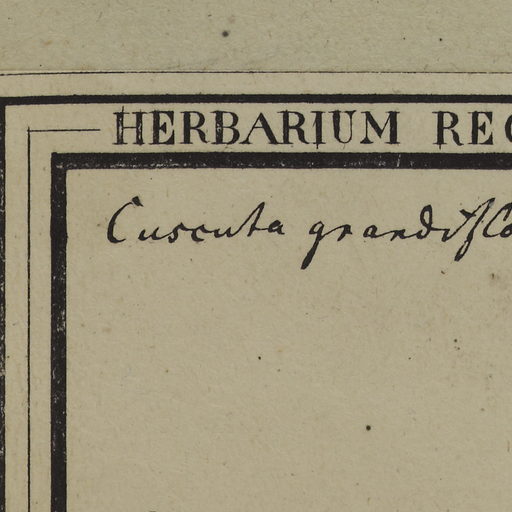 HERBARIUM REG
Cuscuta grandiflo